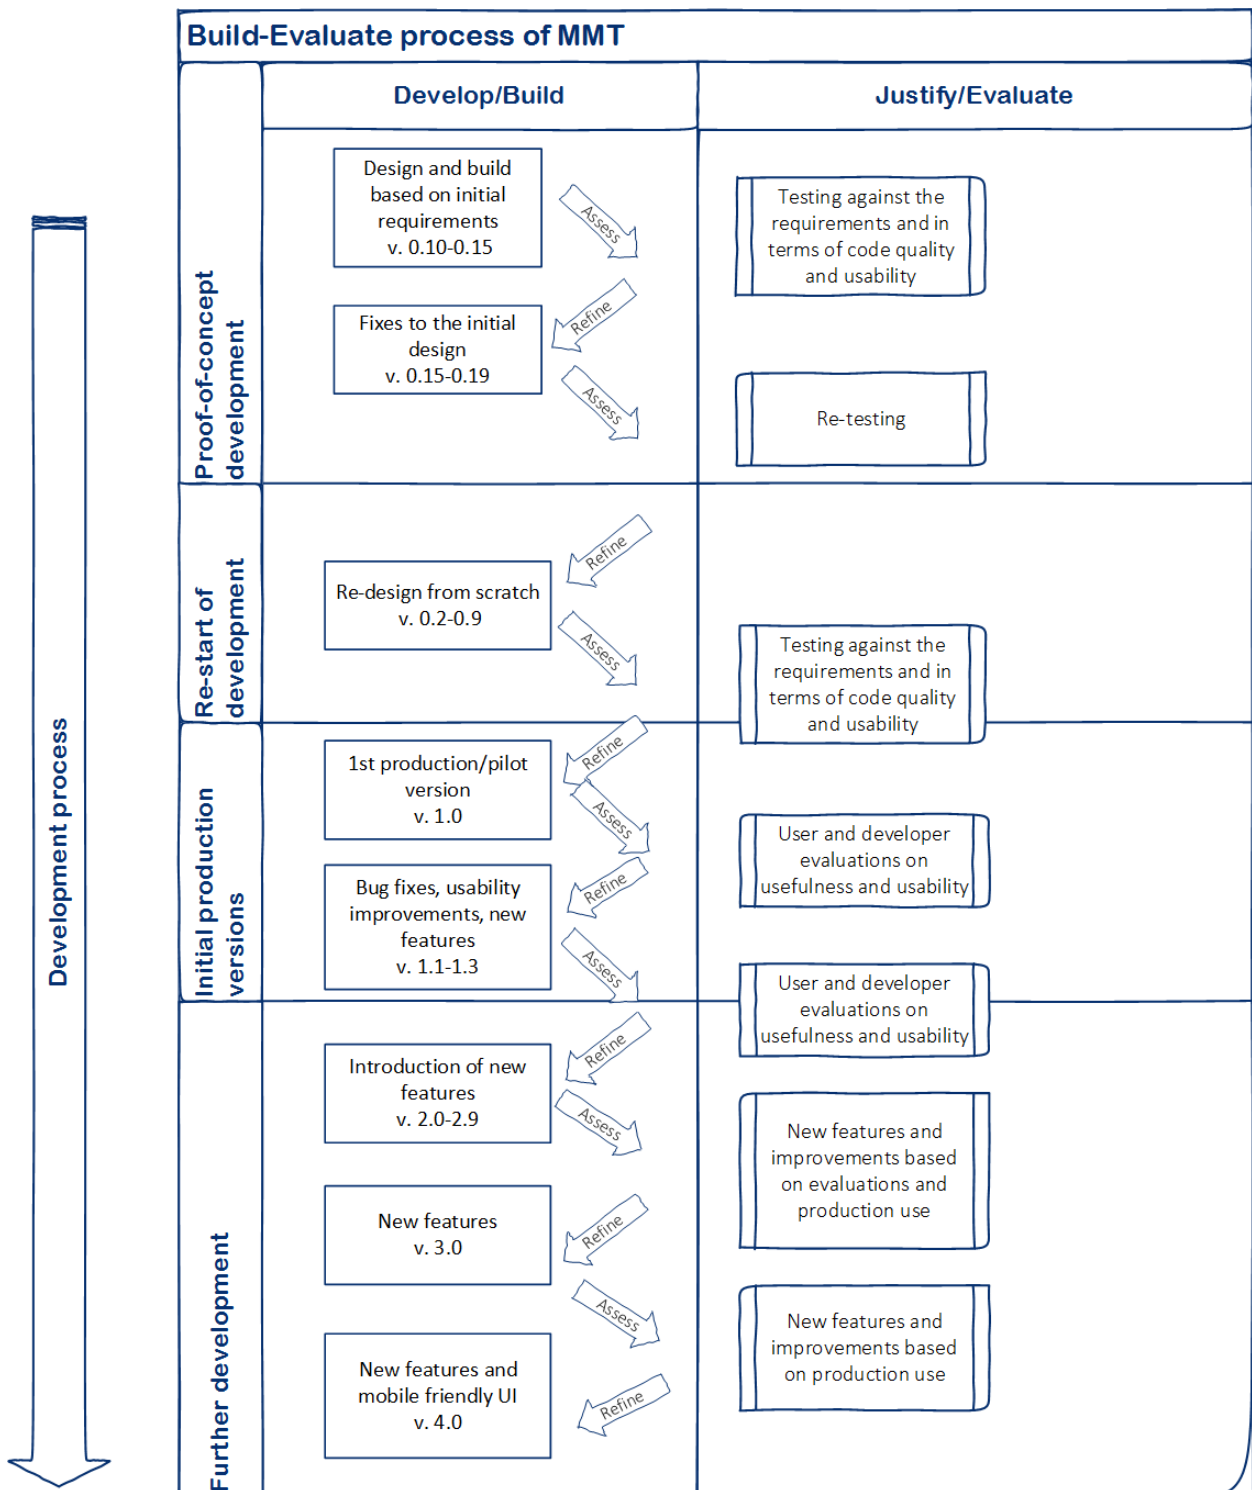 Build-Evaluate process of MMT
Develop/Build
Justify/Evaluate
Development process
Proof-of-concept
development
Design and build
based on initial
requirements
v. 0.10-0.15
Assess
Testing against the
requirements and in
terms of code quality
and usability
Refine
Fixes to the initial
design
v. 0.15-0.19
Assess
Re-testing
Re-start of
development
Refine
Re-design from scratch
v. 0.2-0.9
Assess
Testing against the
requirements and in
terms of code quality
and usability
Initial production
versions
Refine
1st production/pilot
version
v. 1.0
Assess
User and developer
evaluations on
usefulness and usability
Refine
Bug fixes, usability
improvements, new
features
v. 1.1-1.3
Assess
User and developer
evaluations on
usefulness and usability
Further development
Refine
Introduction of new
features
v. 2.0-2.9
Assess
New features and
improvements based
on evaluations and
production use
Refine
New features
v. 3.0
Assess
New features and
improvements based
on production use
Refine
New features and
mobile friendly UI
v. 4.0